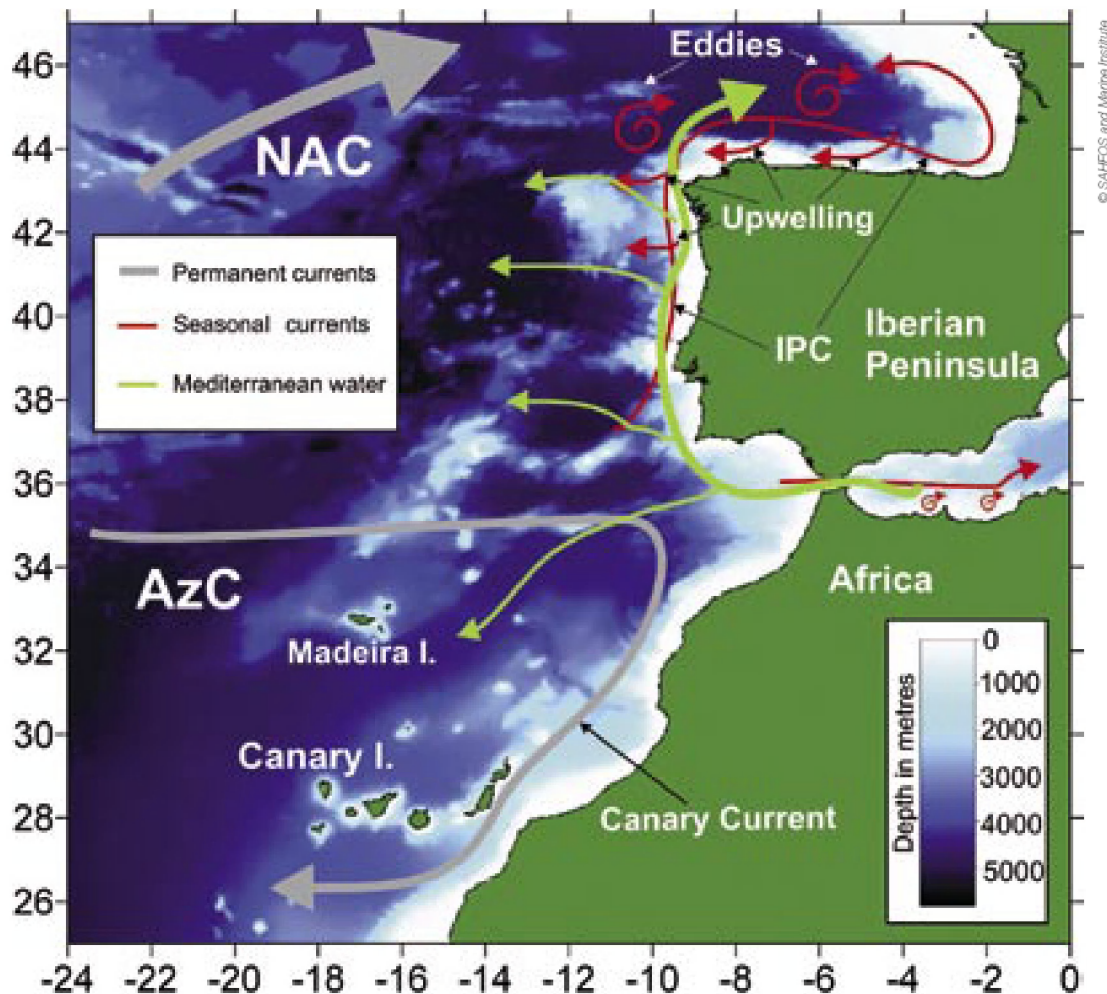 © SAHFOS and Marine Institute
46
44
42
40
38
36
34
32
30
28
26
Eddies
NAC
Upwelling
Permanent currents
Seasonal currents
Mediterranean water
IPC
Iberian
Peninsula
AzC
Africa
Madeira I.
Canary I.
Canary Current
Depth in metres
0
1000
2000
3000
4000
5000
-24
-22
-20
-18
-16
-14
-12
-10
-8
-6
-4
-2
0